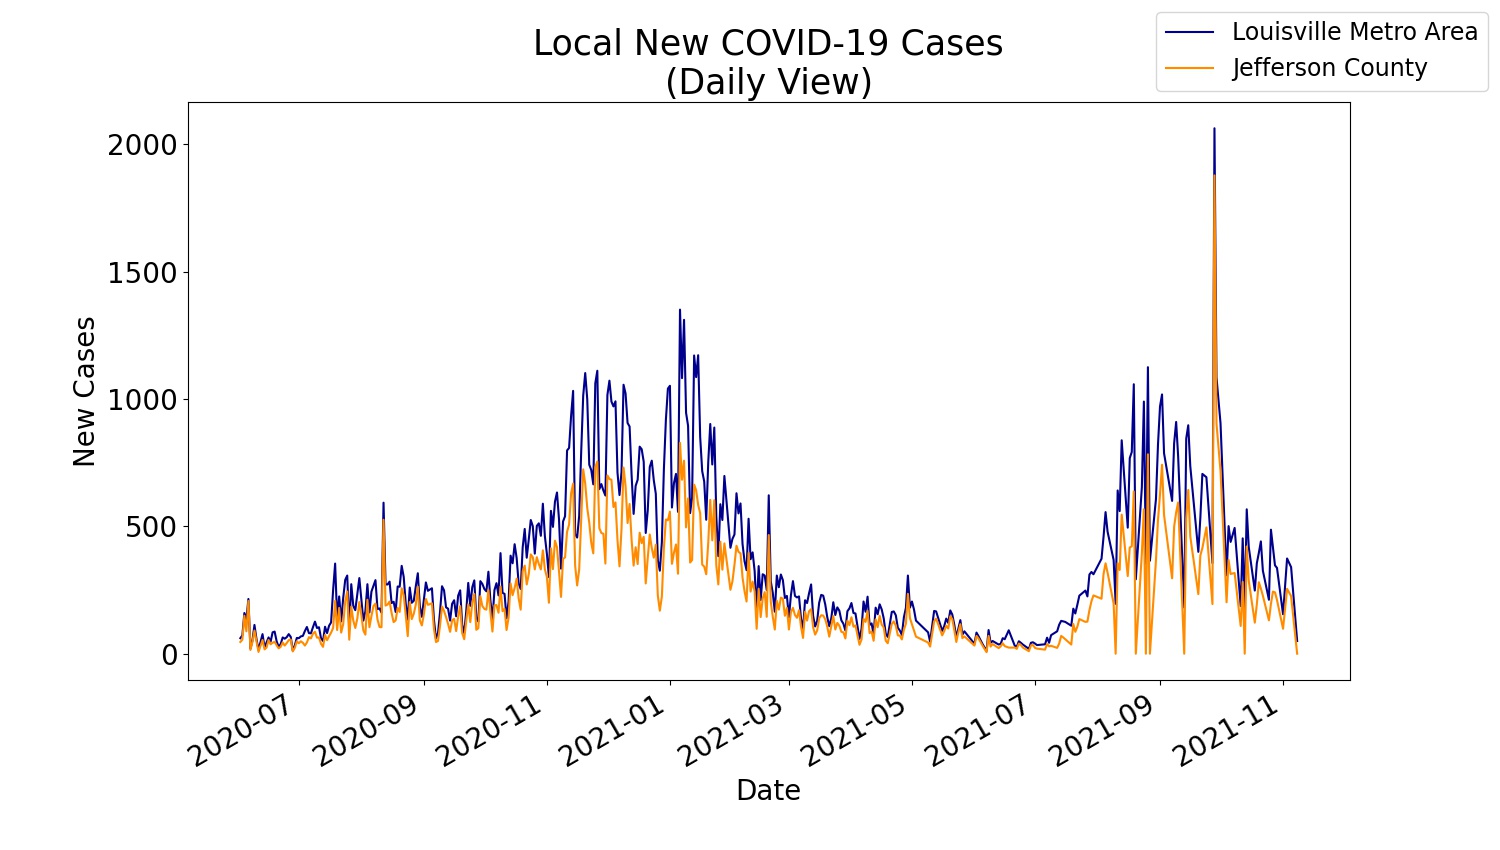 Local New COVID-19 Cases
(Daily View)
Louisville Metro Area
Jefferson County
2000
1500
1000
500
0
New Cases
2020-07
2020-09
2020-11
2021-01
2021-03
2021-05
2021-07
2021-09
2021-11
Date